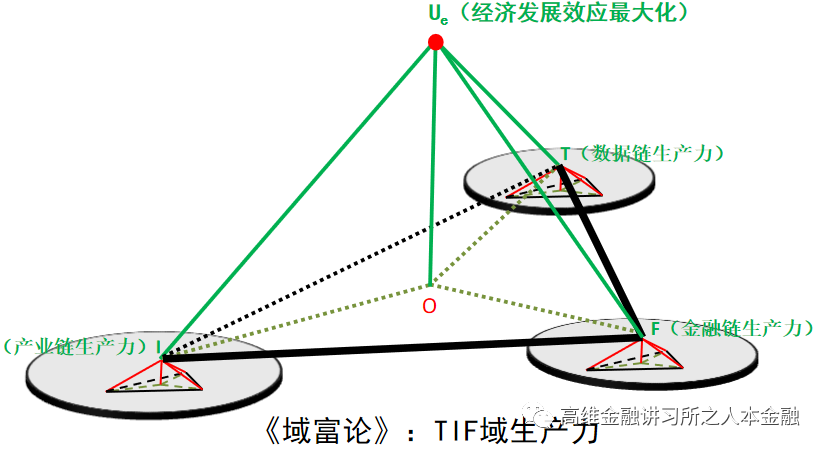 Ue（经济发展效应最大化）
T（数据链生产力）
O
F（金融链生产力）
（产业链生产力）I
高维金融讲习所之人本金融
《域富论》：TIF域生产力